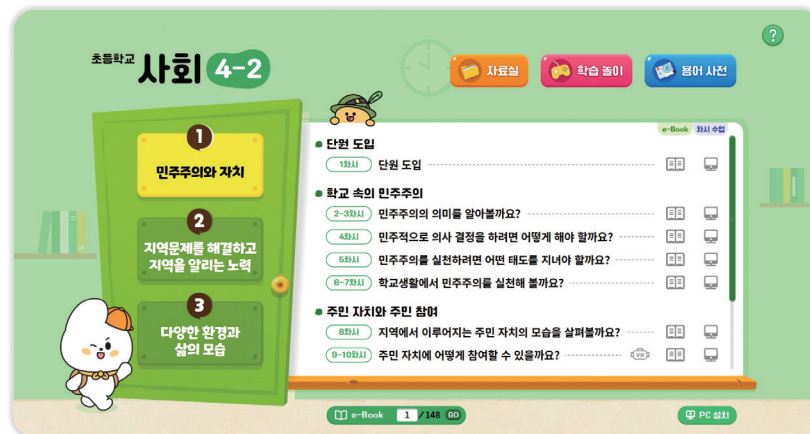 ?
초등학교 사회 4-2
자료실 학습 놀이 용어 사전
1
민주주의와 자치
2
지역문제를 해결하고
지역을 알리는 노력
3
다양한 환경과
삶의 모습
e-Book 차시 수업
단원 도입
1차시 단원 도입
학교 속의 민주주의
2-3차시 민주주의의 의미를 알아볼까요?
4차시 민주적으로 의사 결정을 하려면 어떻게 해야 할까요?
5차시 민주주의를 실천하려면 어떤 태도를 지녀야 할까요?
6-7차시 학교생활에서 민주주의를 실천해 볼까요?
주민 자치와 주민 참여
8차시 지역에서 이루어지는 주민 자치의 모습을 살펴볼까요?
9-10차시 주민 자치에 어떻게 참여할 수 있을까요? VR
e-Book 1 /148 GO
PC 설치